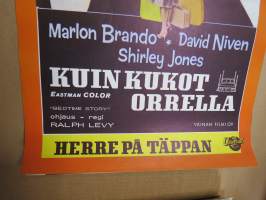 Marlon Brando · David Niven
Shirley Jones
KUIN KUKOT
EASTMAN COLOR ORRELLA
"BEDTIME STORY"
ohjaus - regi
RALPH LEVY
HERRE PÅ TÄPPAN